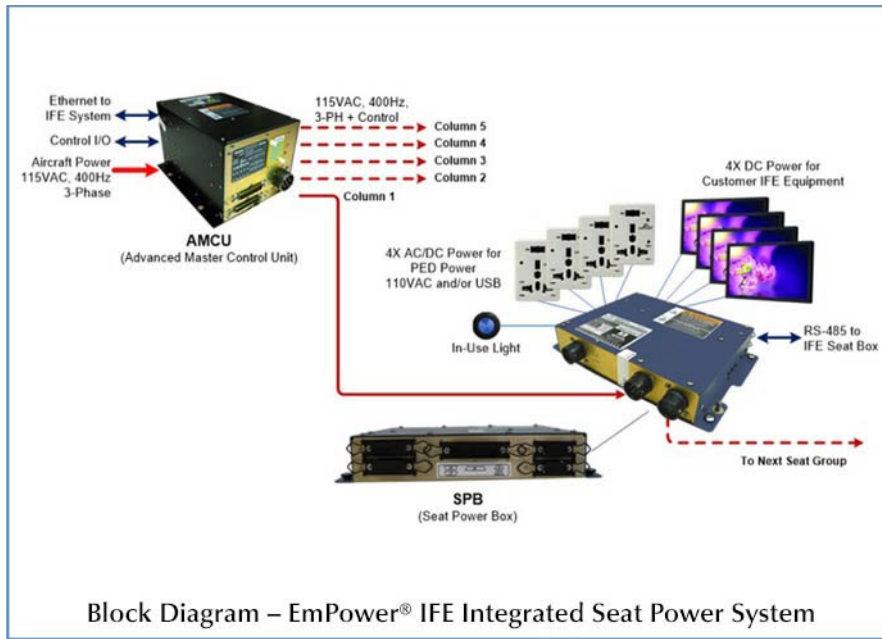 Ethernet to
IFE System
Control I/O
Aircraft Power
115VAC, 400Hz
3-Phase
AMCU
(Advanced Master Control Unit)
115VAC, 400Hz,
3-PH + Control
Column 5
Column 4
Column 3
Column 2
Column 1
4X DC Power for
Customer IFE Equipment
4X AC/DC Power for
PED Power
110VAC and/or USB
In-Use Light
RS-485 to
IFE Seat Box
To Next Seat Group
SPB
(Seat Power Box)
Block Diagram – EmPower® IFE Integrated Seat Power System